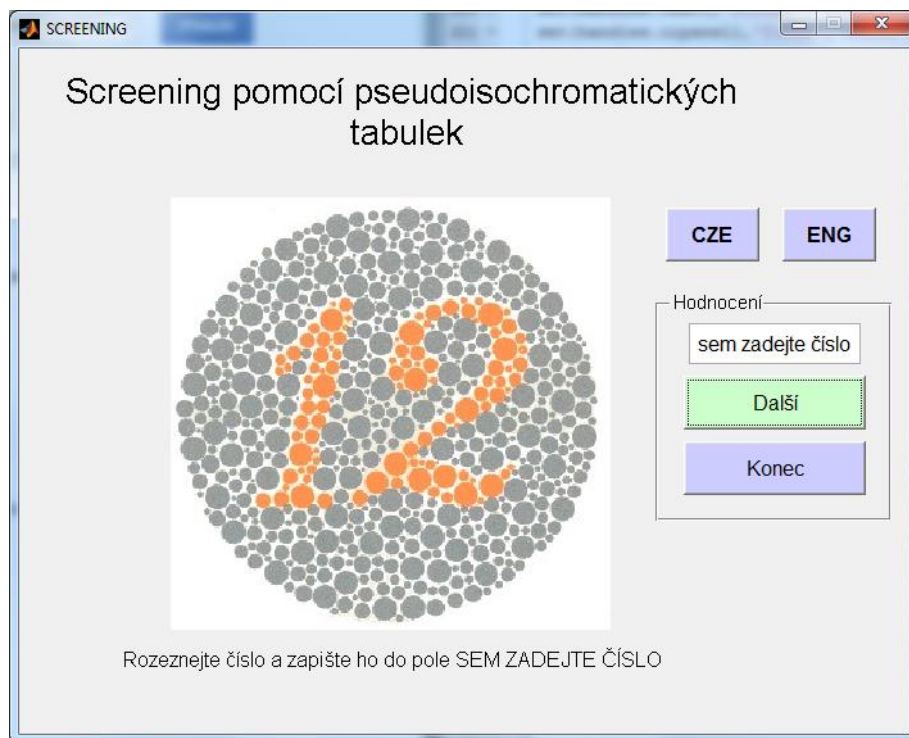 SCREENING
Screening pomocí pseudoisochromatických
tabulek
12
CZE
ENG
Hodnocení
sem zadejte číslo
Další
Konec
Rozeznejte číslo a zapište ho do pole SEM ZADEJTE ČÍSLO